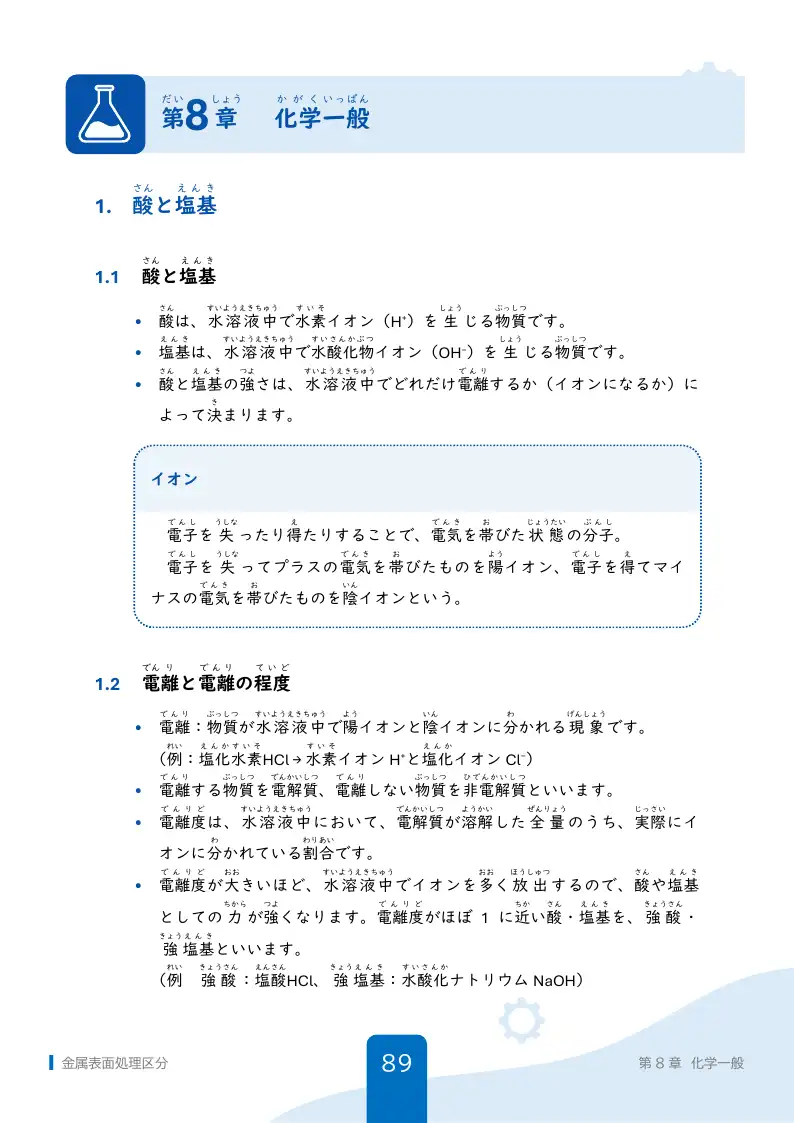 第8章 化学一般
1. 酸と塩基
1.1 酸と塩基
• 酸は、水溶液中で水素イオン（H⁺）を生じる物質です。
• 塩基は、水溶液中で水酸化物イオン（OH⁻）を生じる物質です。
• 酸と塩基の強さは、水溶液中でどれだけ電離するか（イオンになるか）に
よって決まります。
イオン
電子を失ったり得たりすることで、電気を帯びた状態の分子。
電子を失ってプラスの電気を帯びたものを陽イオン、電子を得てマイ
ナスの電気を帯びたものを陰イオンという。
1.2 電離と電離の程度
• 電離：物質が水溶液中で陽イオンと陰イオンに分かれる現象です。
（例：塩化水素HCl→水素イオン H⁺と塩化イオン Cl⁻）
• 電離する物質を電解質、電離しない物質を非電解質といいます。
• 電離度は、水溶液中において、電解質が溶解した全量のうち、実際にイ
オンに分かれている割合です。
• 電離度が大きいほど、水溶液中でイオンを多く放出するので、酸や塩基
としての力が強くなります。電離度がほぼ 1 に近い酸・塩基を、強酸・
強塩基といいます。
（例 強酸：塩酸HCl、強塩基：水酸化ナトリウム NaOH）
金属表面処理区分
89
第 8 章 化学一般